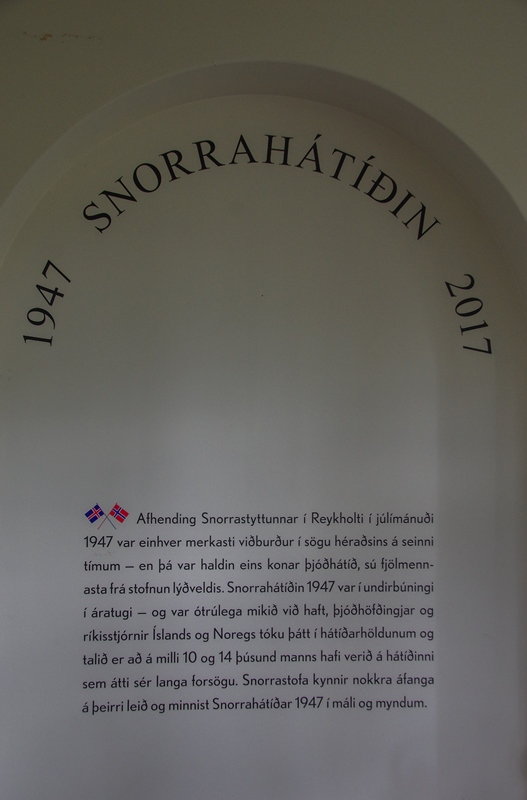 1947 SNORRAHÁTÍÐIN 2017
Afhending Snorrastyttunnar í Reykholti í júlímánuði
1947 var einhver merkasti viðburður í sögu héraðsins á seinni
tímum — en þá var haldin eins konar þjóðhátíð, sú fjölmenn-
asta frá stofnun lýðveldis. Snorrahátíðin 1947 var í undirbúningi
í áratugi — og var ótrúlega mikið við haft, þjóðhöfðingjar og
ríkisstjórnir Íslands og Noregs tóku þátt í hátíðarhöldunum og
talið er að á milli 10 og 14 þúsund manns hafi verið á hátíðinni
sem átti sér langa forsögu. Snorrastofa kynnir nokkra áfanga
á þeirri leið og minnist Snorrahátíðar 1947 í máli og myndum.